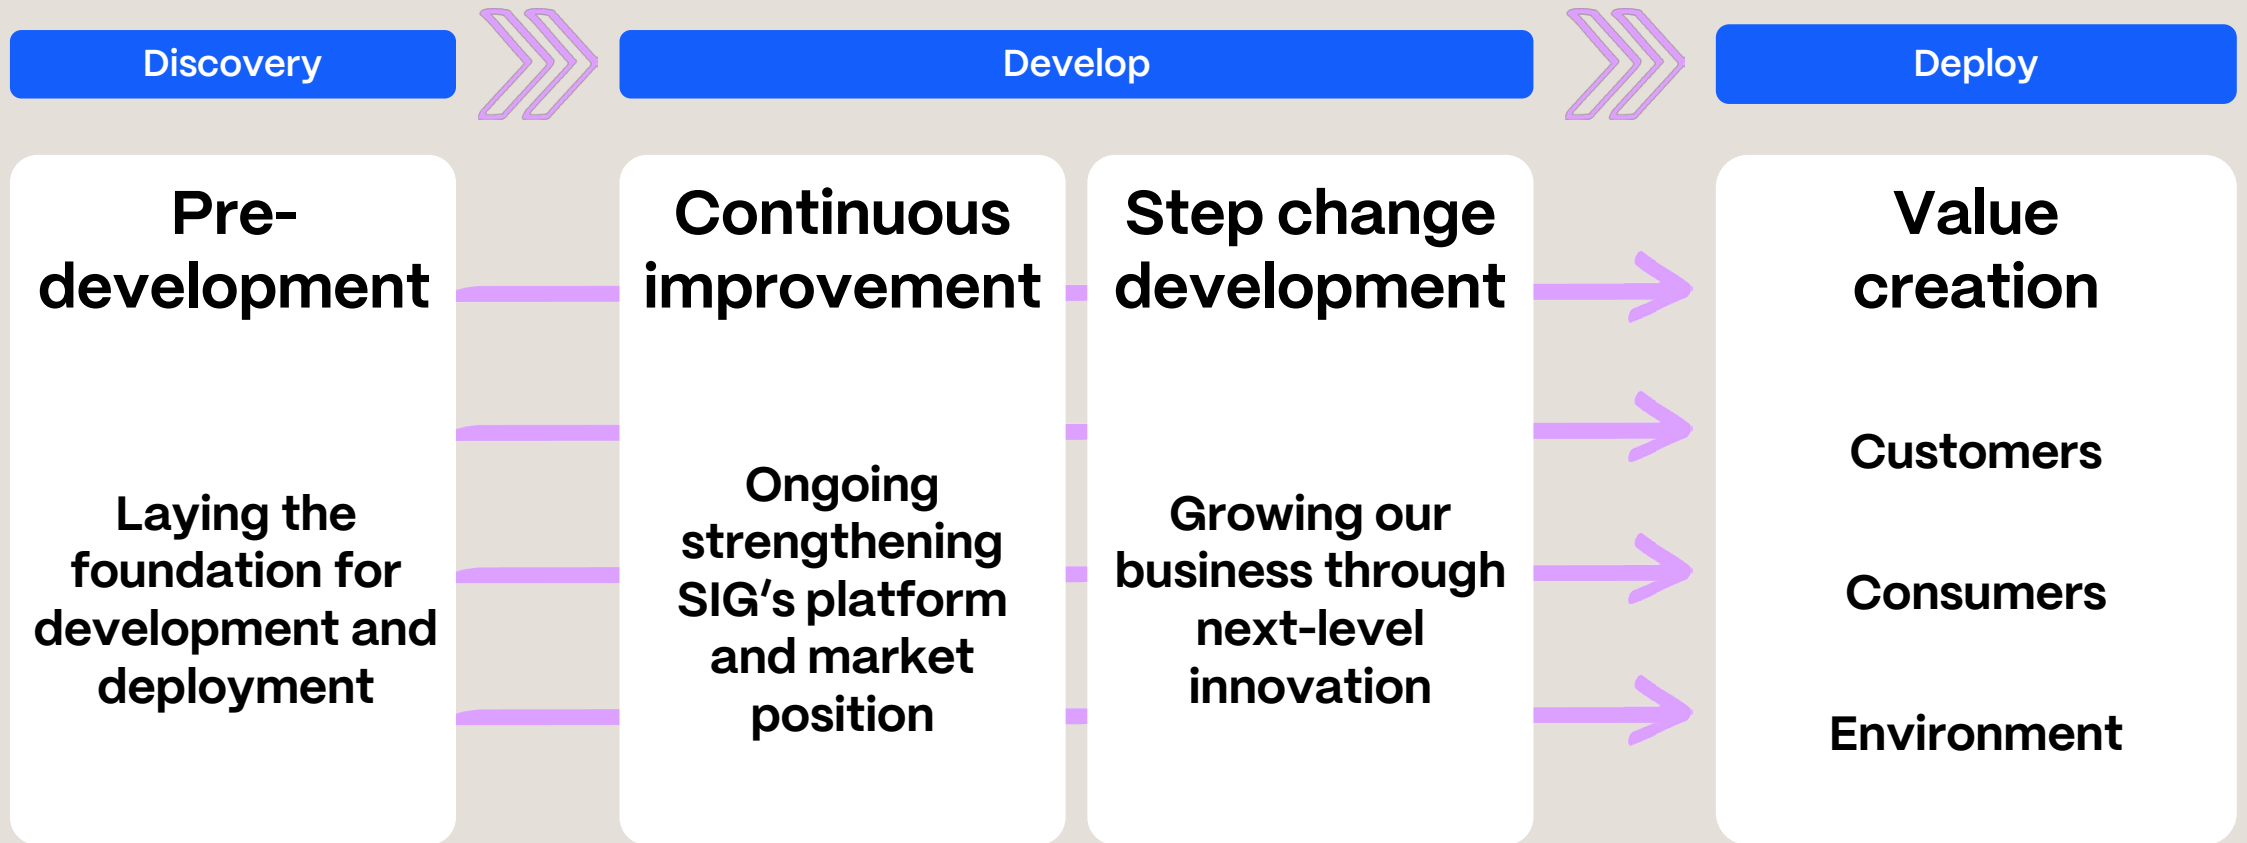 Discovery
Develop
Deploy
Pre-
development
Laying the
foundation for
development and
deployment
Continuous
improvement
Ongoing
strengthening
SIG’s platform
and market
position
Step change
development
Growing our
business through
next-level
innovation
Value
creation
Customers
Consumers
Environment